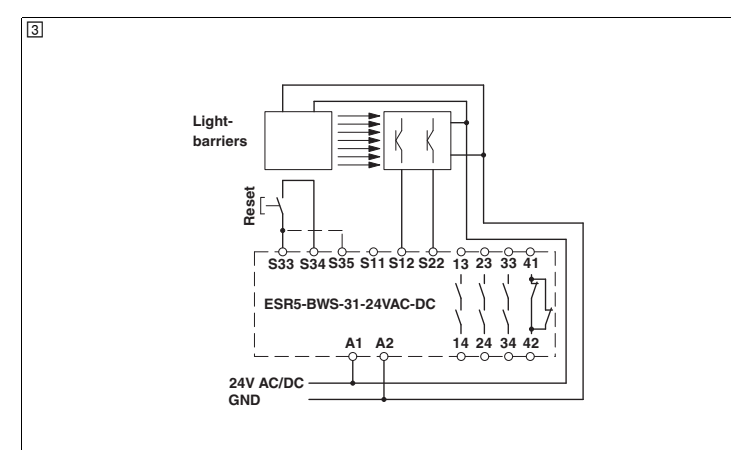 3
Light-
barriers
Reset
S33 S34 S35 S11 S12 S22 13 23 33 41
ESR5-BWS-31-24VAC-DC
A1 A2 14 24 34 42
24V AC/DC
GND